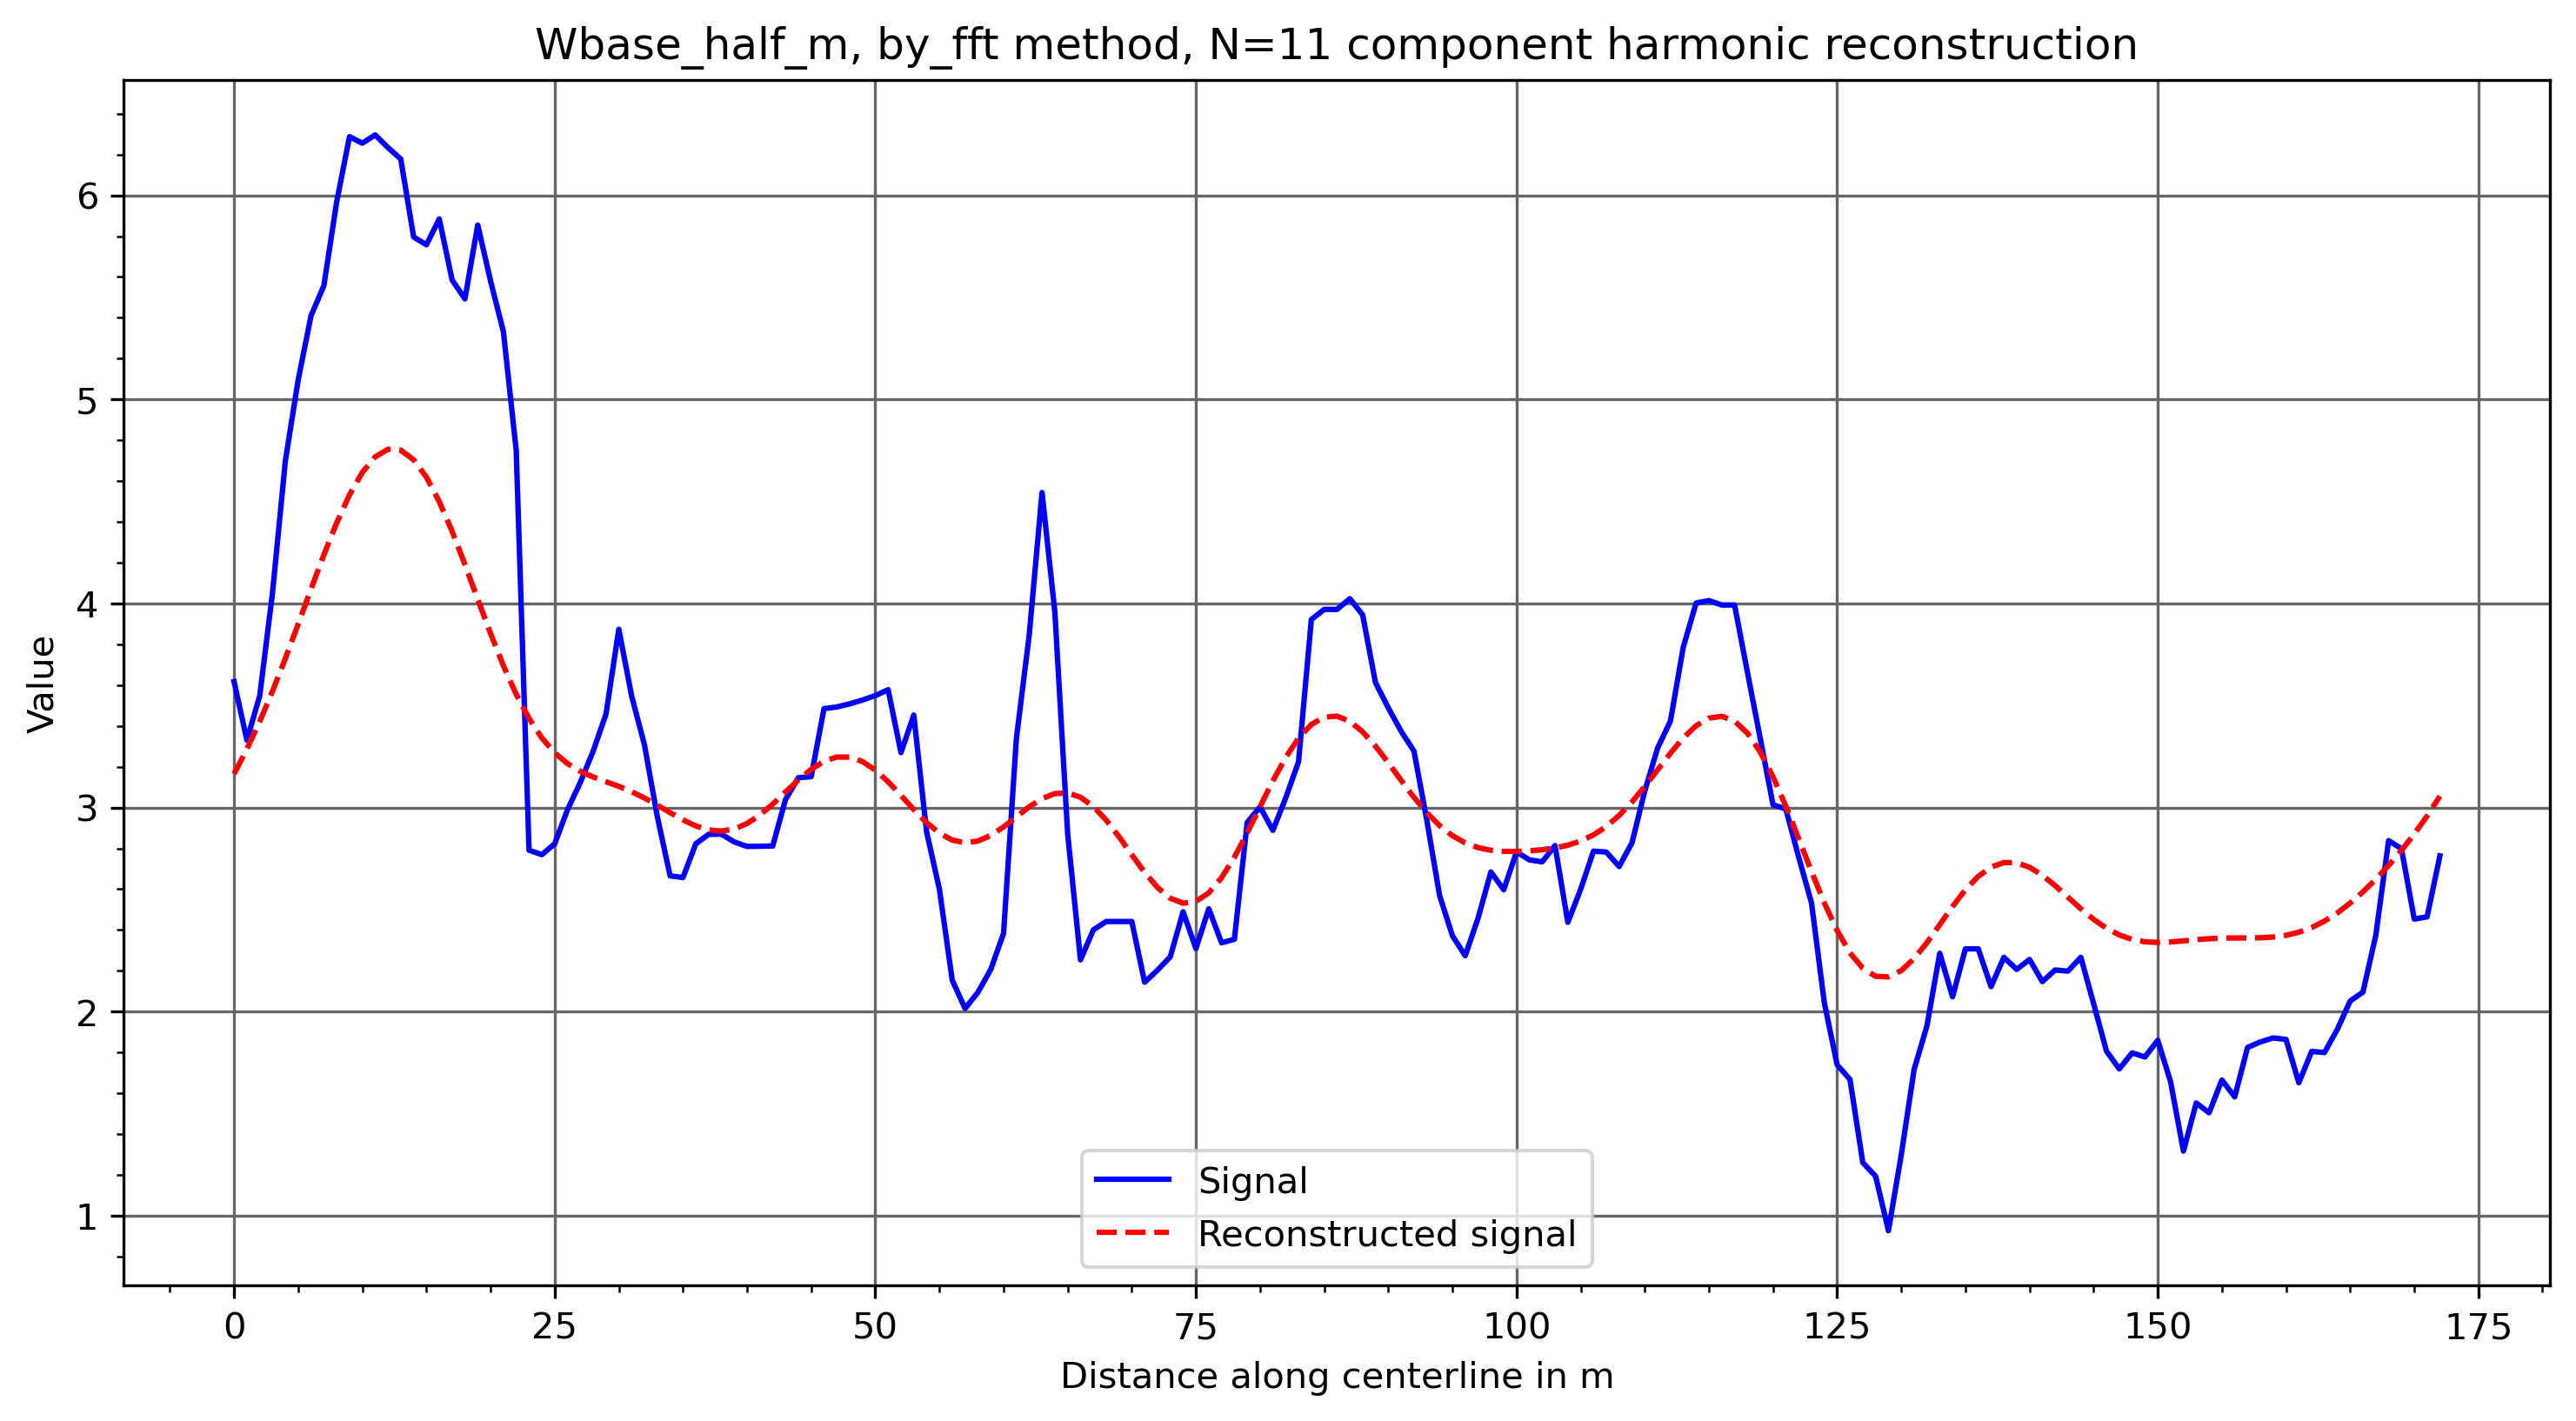 Wbase_half_m, by_fft method, N=11 component harmonic reconstruction
Value
6
5
4
3
2
1
Signal
Reconstructed signal
0 25 50 75 100 125 150 175
Distance along centerline in m